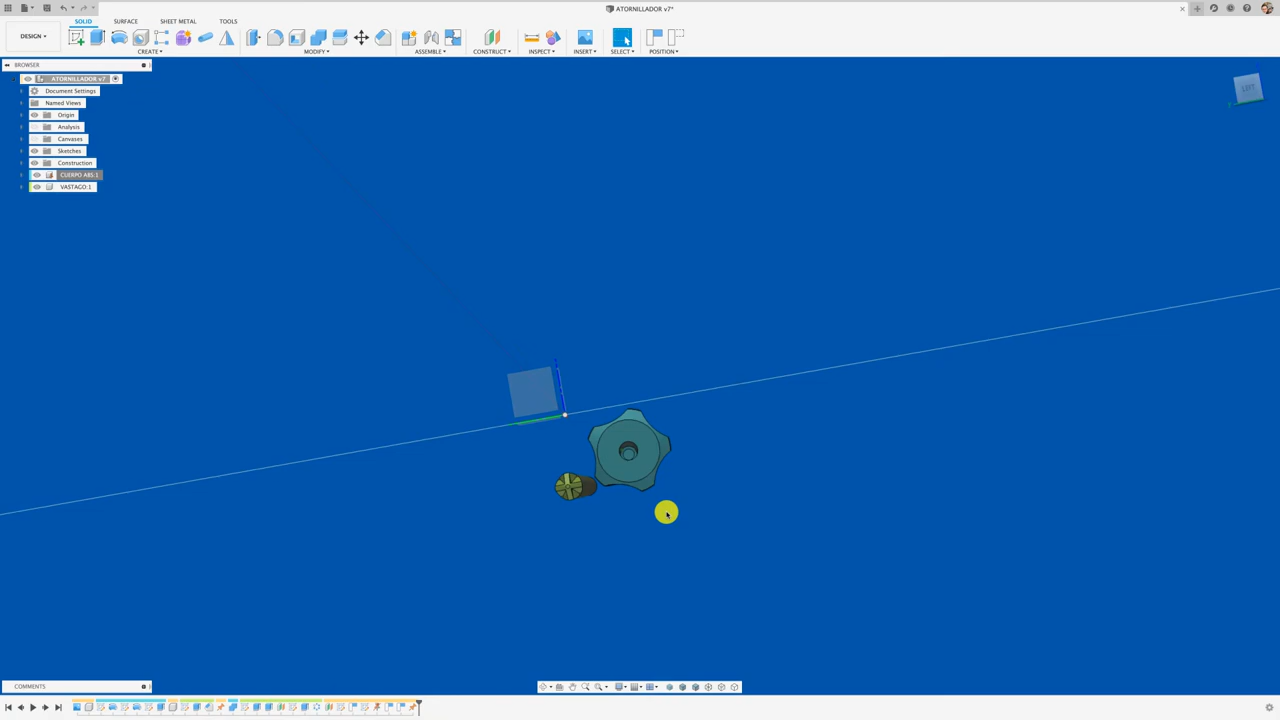 ATORNILLADOR v7*
DESIGN
SOLID
SURFACE
SHEET METAL
TOOLS
CREATE
MODIFY
ASSEMBLE
CONSTRUCT
INSPECT
INSERT
SELECT
POSITION
BROWSER
ATORNILLADOR v7
Document Settings
Named Views
Origin
Analysis
Canvases
Sketches
Construction
CUERPO ABS:1
VASTAGO:1
LEFT
COMMENTS